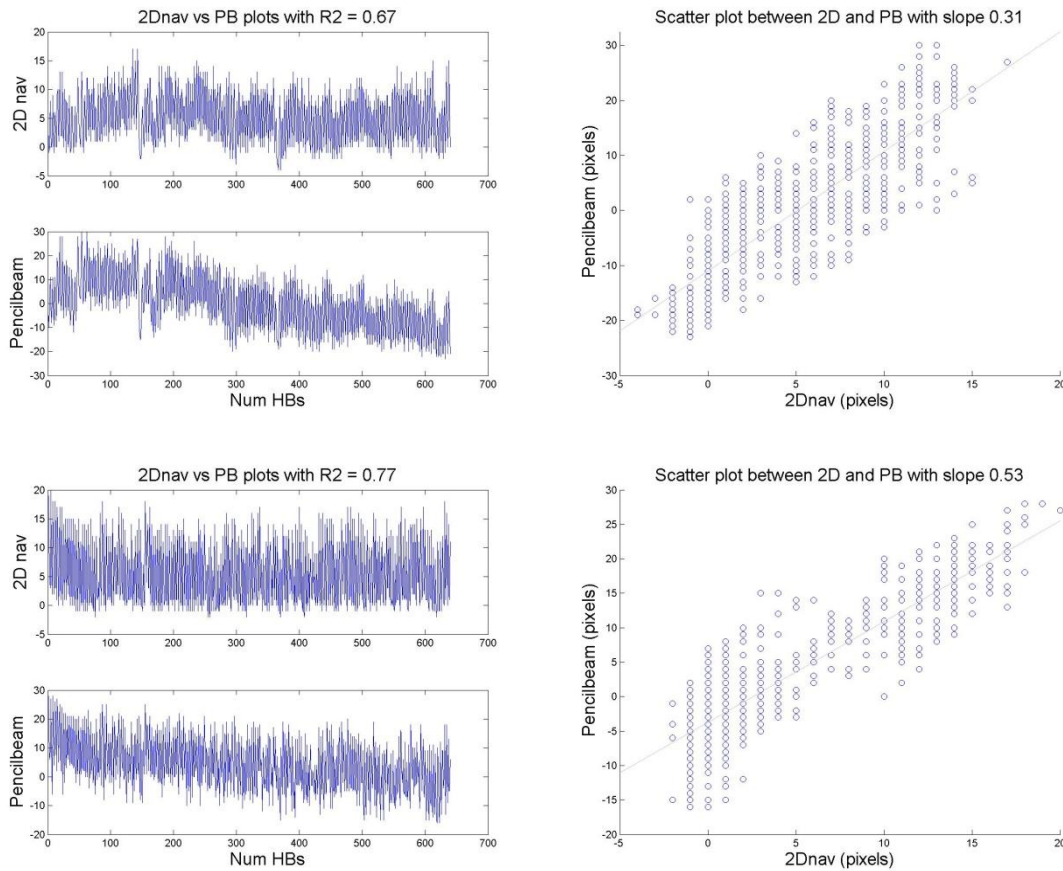 2Dnav vs PB plots with R2 = 0.67
20
15
10
5
0
-5
2D nav
0 100 200 300 400 500 600 700
30
20
10
0
-10
-20
-30
Pencilbeam
0 100 200 300 400 500 600 700
Num HBs
Scatter plot between 2D and PB with slope 0.31
30
20
10
0
-10
-20
-30
Pencilbeam (pixels)
-5 0 5 10 15 20
2Dnav (pixels)
2Dnav vs PB plots with R2 = 0.77
20
15
10
5
0
-5
2D nav
0 100 200 300 400 500 600 700
30
20
10
0
-10
-20
Pencilbeam
0 100 200 300 400 500 600 700
Num HBs
Scatter plot between 2D and PB with slope 0.53
30
25
20
15
10
5
0
-5
-10
-15
-20
Pencilbeam (pixels)
-5 0 5 10 15 20
2Dnav (pixels)